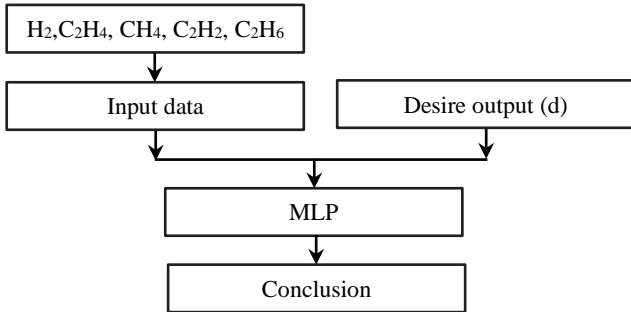 H₂,C₂H₄, CH₄, C₂H₂, C₂H₆
Input data
Desire output (d)
MLP
Conclusion